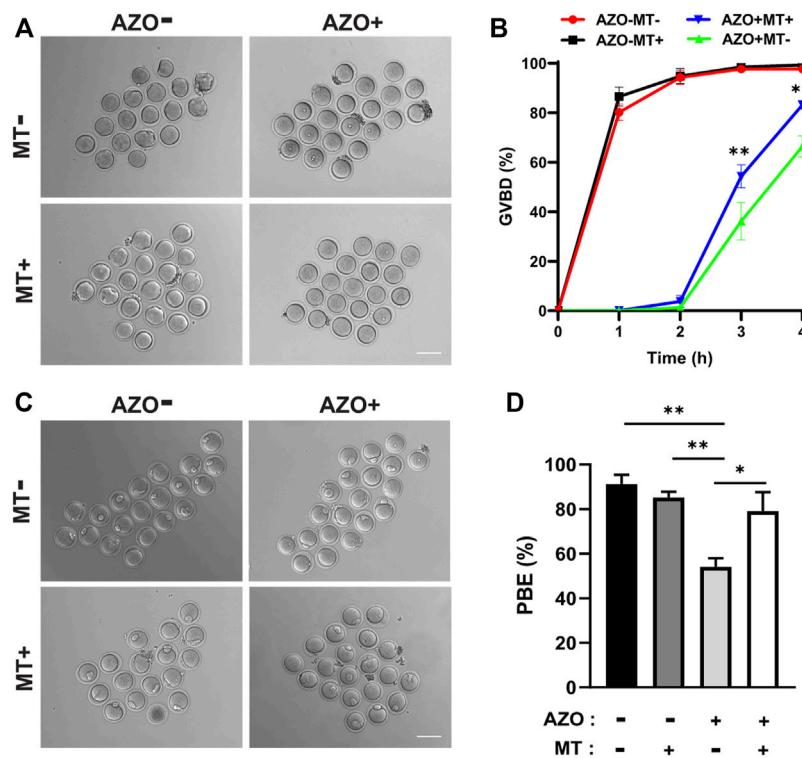 A
AZO-
AZO+
MT-
MT+
B
AZO-MT-
AZO+MT+
AZO-MT+
AZO+MT-
GVBD (%)
100
80
60
40
20
0
**
*
0
1
2
3
4
Time (h)
C
AZO-
AZO+
MT-
MT+
D
**
**
*
PBE (%)
100
80
60
40
20
0
AZO : - - + +
MT : - + - +